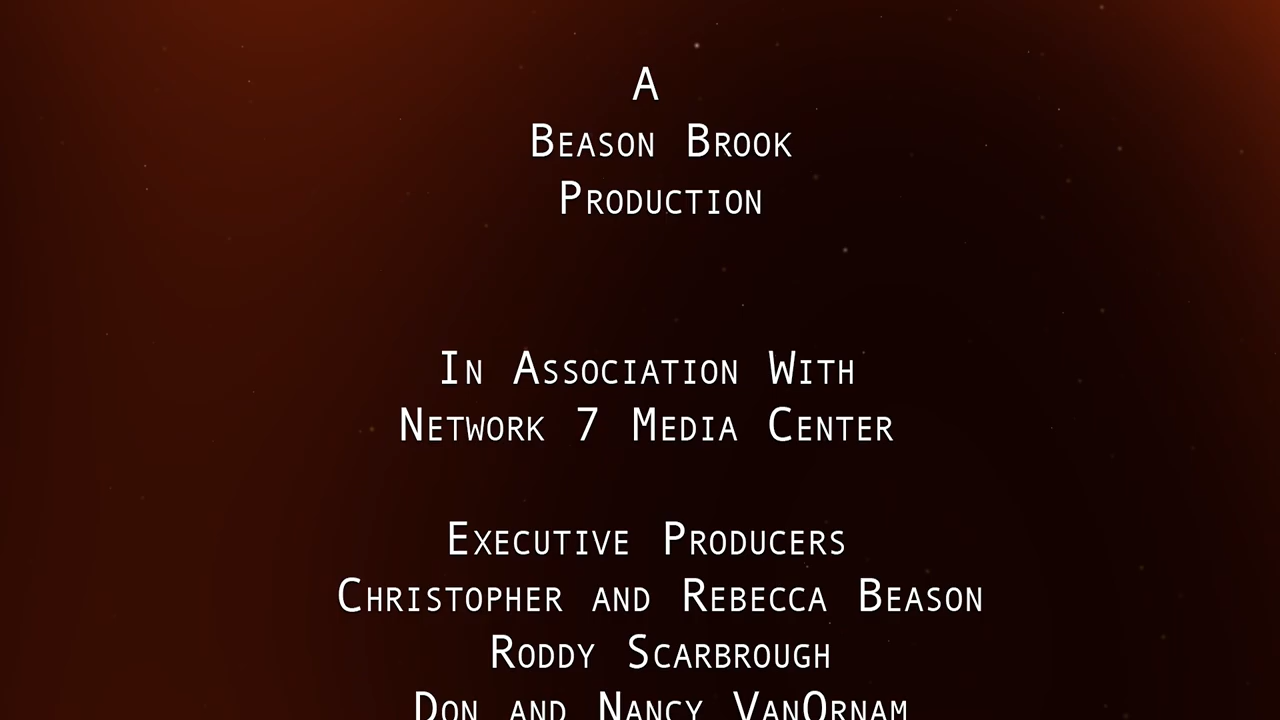 A
Beason Brook
Production
In Association With
Network 7 Media Center
Executive Producers
Christopher and Rebecca Beason
Roddy Scarbrough
Don and Nancy VanOrnam